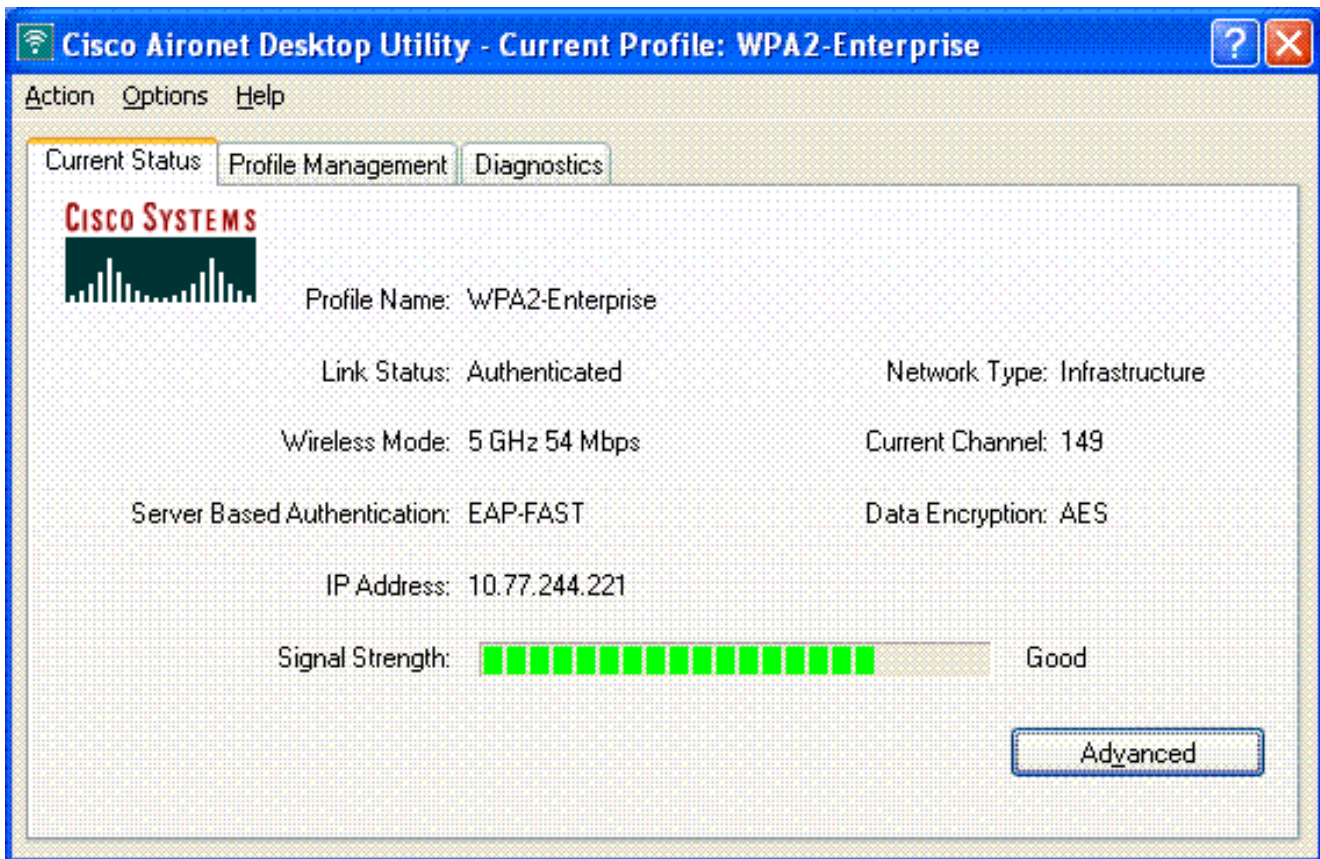 Cisco Aironet Desktop Utility - Current Profile: WPA2-Enterprise
Action Options Help
Current Status Profile Management Diagnostics
CISCO SYSTEMS
Profile Name: WPA2-Enterprise
Link Status: Authenticated Network Type: Infrastructure
Wireless Mode: 5 GHz 54 Mbps Current Channel: 149
Server Based Authentication: EAP-FAST Data Encryption: AES
IP Address: 10.77.244.221
Signal Strength: Good
Advanced